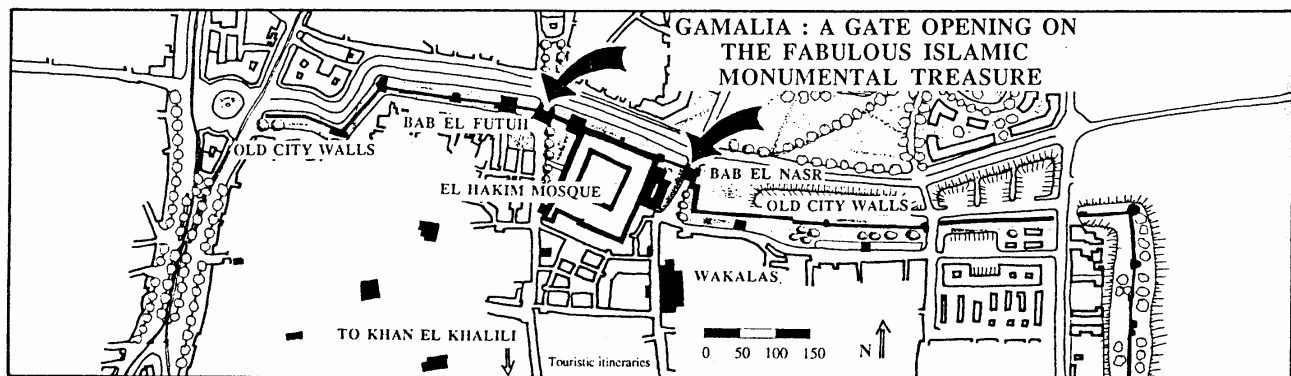 GAMALIA : A GATE OPENING ON
THE FABULOUS ISLAMIC
MONUMENTAL TREASURE
BAB EL FUTUH
OLD CITY WALLS
EL HAKIM MOSQUE
BAB EL NASR
OLD CITY WALLS
WAKALAS
TO KHAN EL KHALILI
Touristic itineraries
0 50 100 150
N